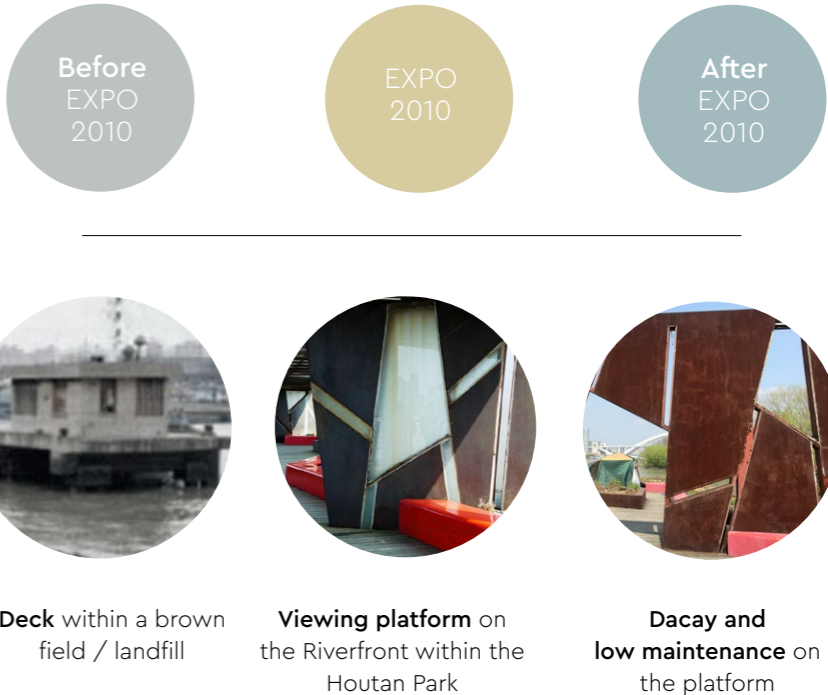 Before
EXPO
2010
EXPO
2010
After
EXPO
2010
Deck within a brown
field / landfill
Viewing platform on
the Riverfront within the
Houtan Park
Dacay and
low maintenance on
the platform